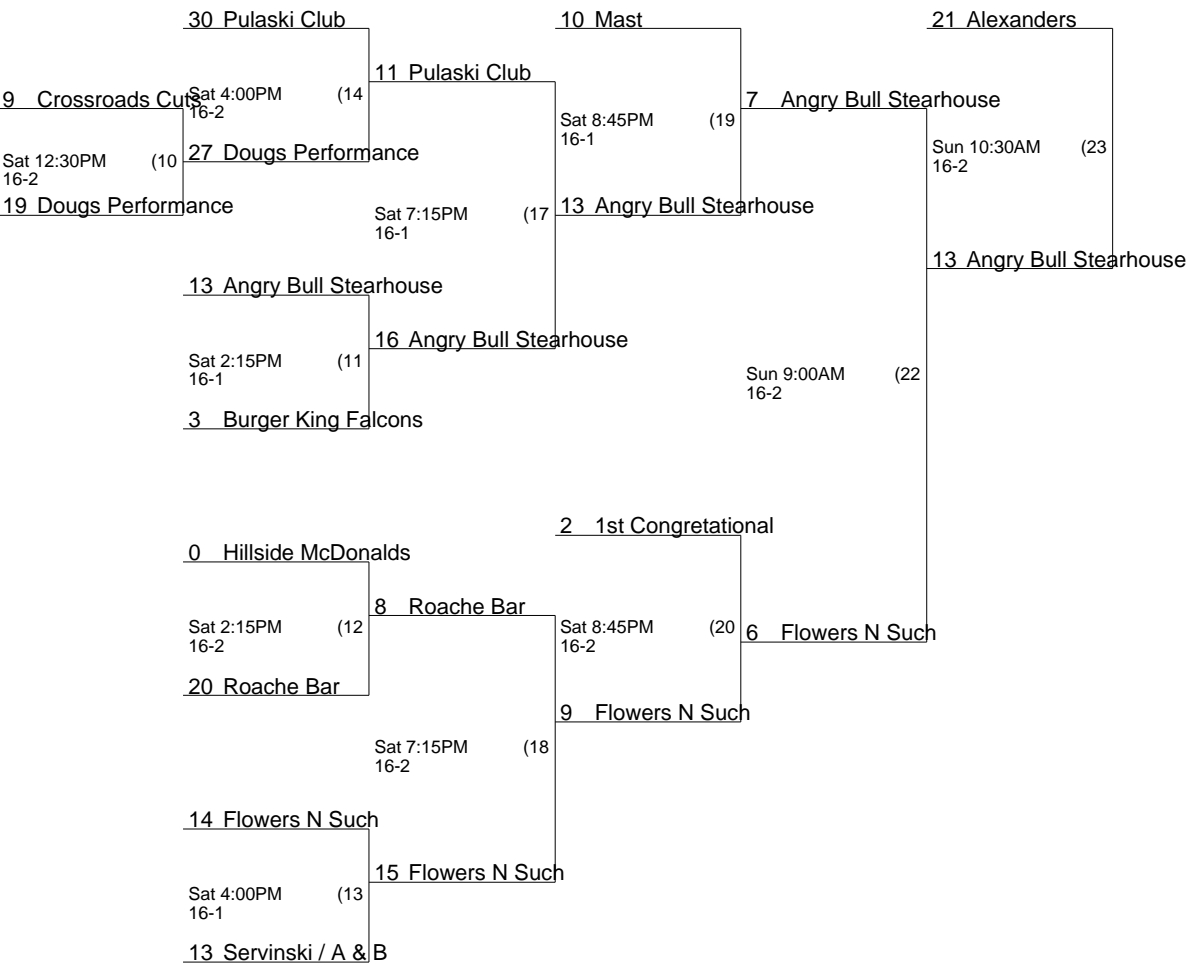 30 Pulaski Club
10 Mast
21 Alexanders
11 Pulaski Club
9 Crossroads Cuts
Sat 4:00PM (14
16-2
7 Angry Bull Stearhouse
Sat 8:45PM (19
16-1
27 Dougs Performance
Sun 10:30AM (23
16-2
Sat 12:30PM (10
16-2
19 Dougs Performance
Sat 7:15PM (17
16-1
13 Angry Bull Stearhouse
13 Angry Bull Stearhouse
13 Angry Bull Stearhouse
16 Angry Bull Stearhouse
Sat 2:15PM (11
16-1
Sun 9:00AM (22
16-2
3 Burger King Falcons
2 1st Congretational
0 Hillside McDonalds
8 Roache Bar
Sat 2:15PM (12
16-2
Sat 8:45PM (20
16-2
6 Flowers N Such
20 Roache Bar
9 Flowers N Such
Sat 7:15PM (18
16-2
14 Flowers N Such
15 Flowers N Such
Sat 4:00PM (13
16-1
13 Servinski / A & B